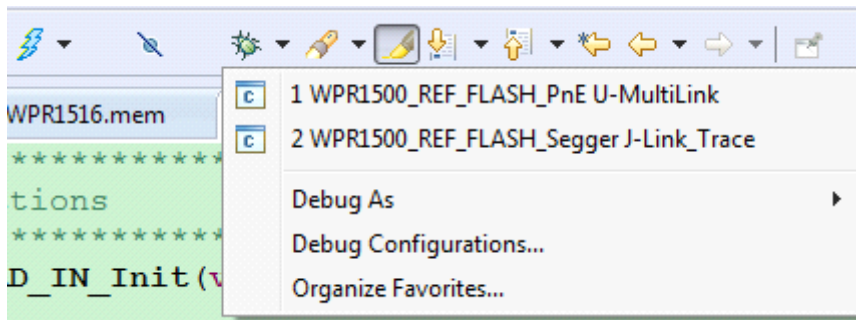 WPR1516.mem
1 WPR1500_REF_FLASH_PnE U-MultiLink
2 WPR1500_REF_FLASH_Segger J-Link_Trace
************
tions
Debug As
************
Debug Configurations...
D_IN_Init(v
Organize Favorites...